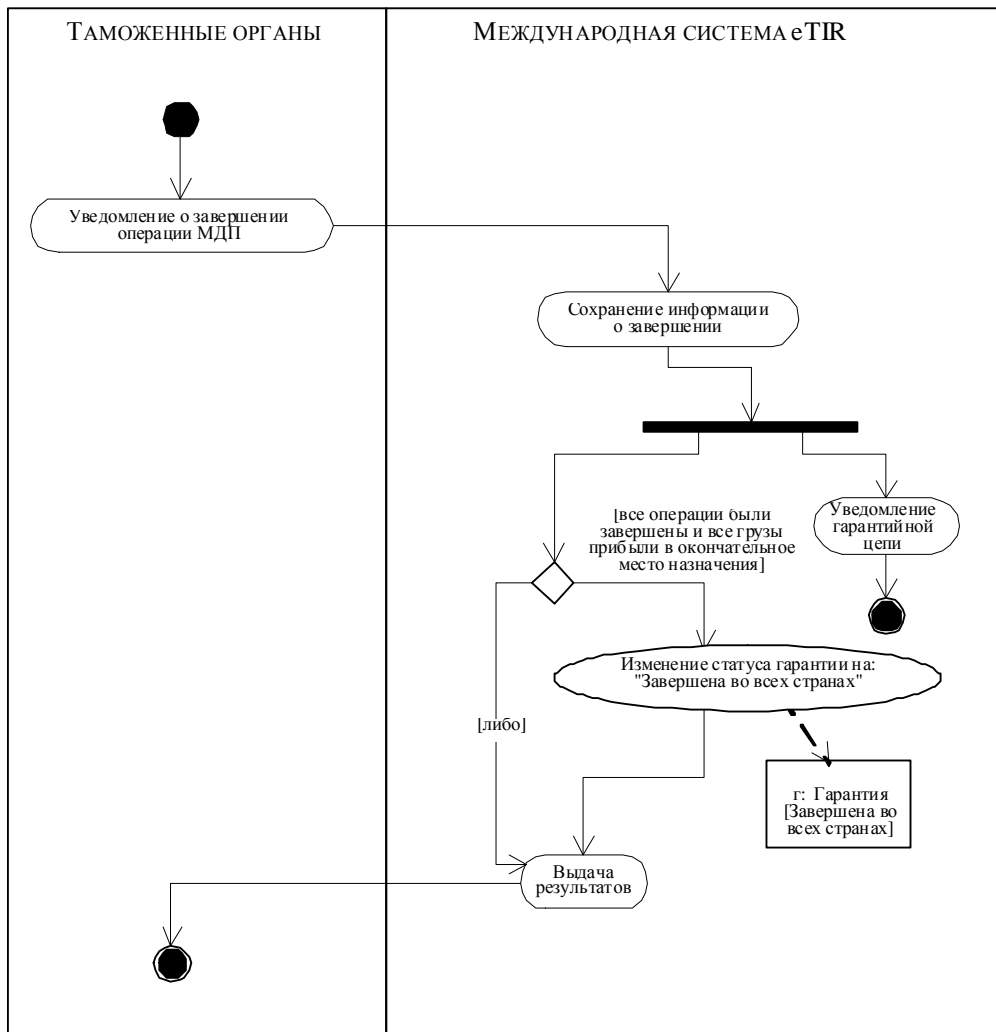 ТАМОЖЕННЫЕ ОРГАНЫ
МЕЖДУНАРОДНАЯ СИСТЕМА eTIR
Уведомление о завершении
операции МДП
Сохранение информации
о завершении
[все операции были
завершены и все грузы
прибыли в окончательное
место назначения]
Уведомление
гарантийной
цепи
Изменение статуса гарантии на:
"Завершена во всех странах"
[либо]
г: Гарантия
[Завершена во
всех странах]
Выдача
результатов